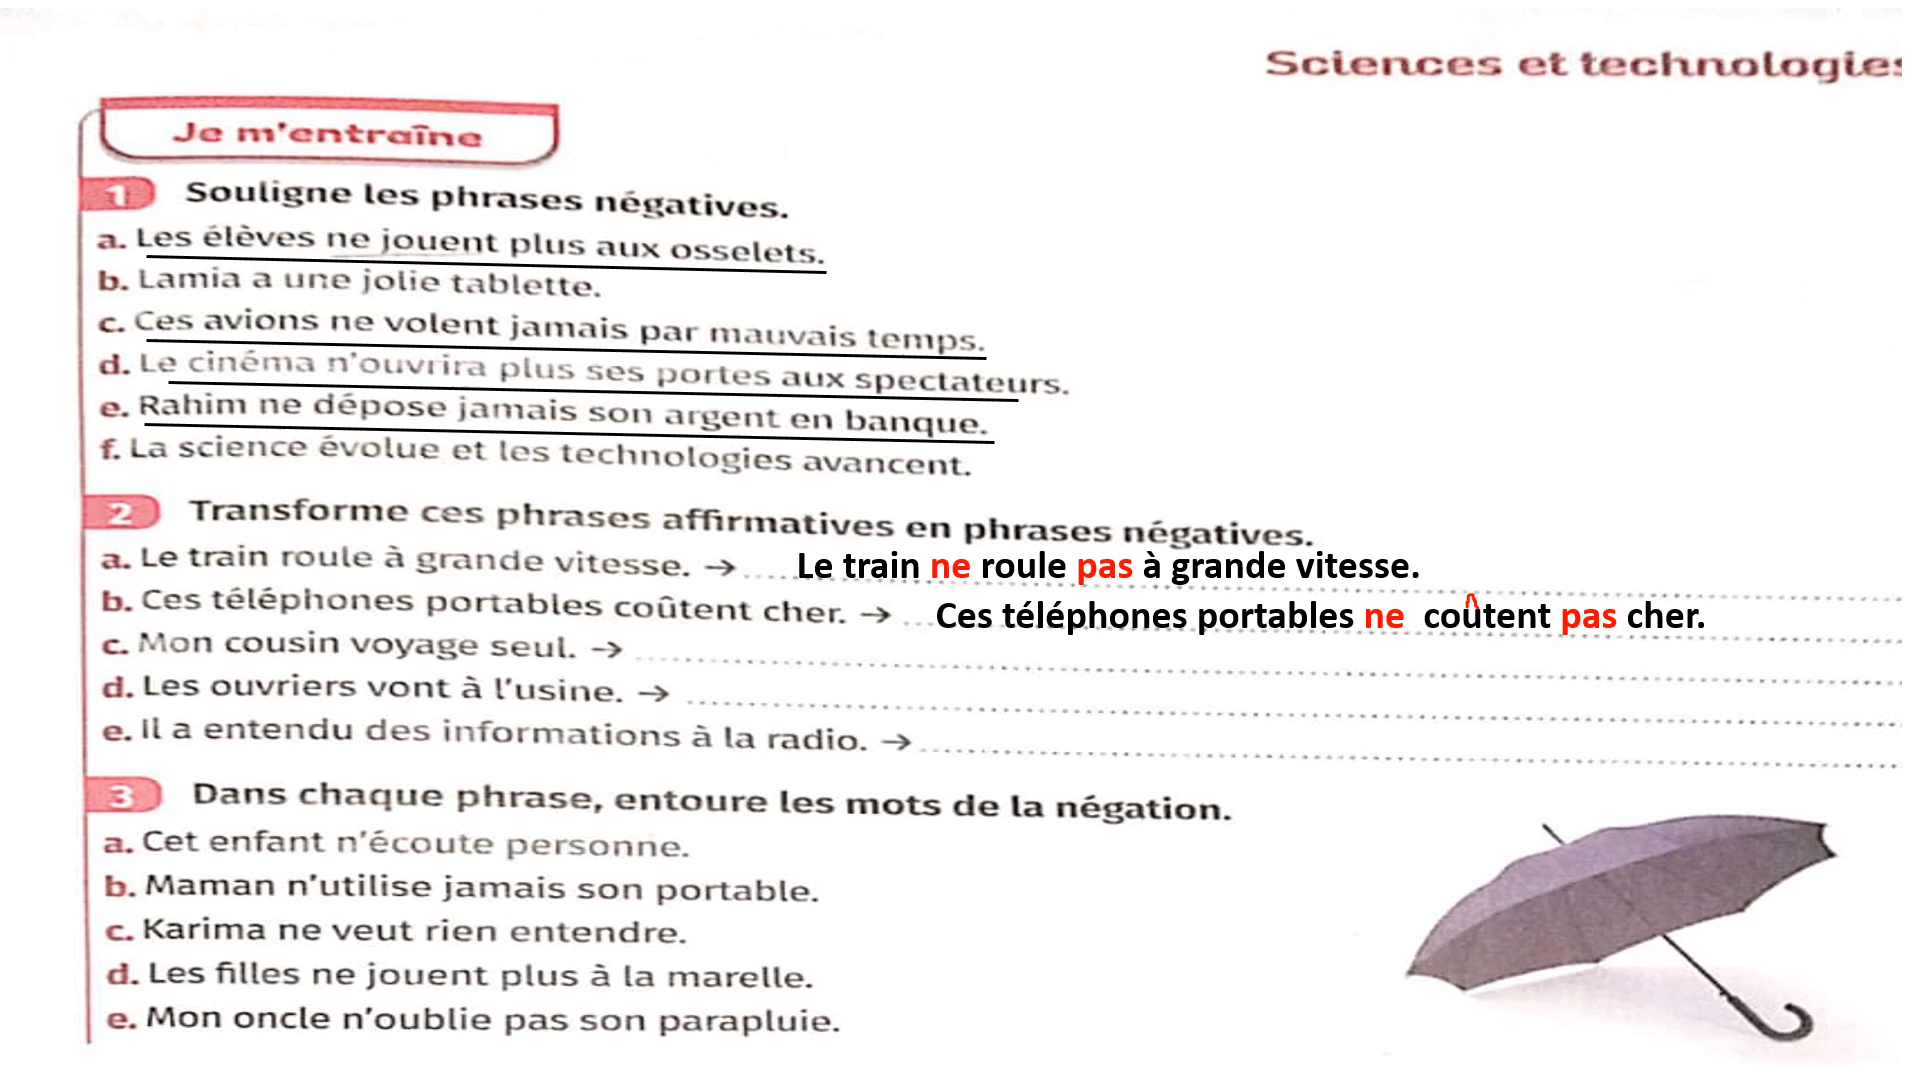 Sciences et technologies
Je m'entraîne
1 Souligne les phrases négatives.
a. Les élèves ne jouent plus aux osselets.
b. Lamia a une jolie tablette.
c. Ces avions ne volent jamais par mauvais temps.
d. Le cinéma n'ouvrira plus ses portes aux spectateurs.
e. Rahim ne dépose jamais son argent en banque.
f. La science évolue et les technologies avancent.
2 Transforme ces phrases affirmatives en phrases négatives.
a. Le train roule à grande vitesse. → Le train ne roule pas à grande vitesse.
b. Ces téléphones portables coûtent cher. → Ces téléphones portables ne coûtent pas cher.
c. Mon cousin voyage seul. →
d. Les ouvriers vont à l'usine. →
e. Il a entendu des informations à la radio. →
3 Dans chaque phrase, entoure les mots de la négation.
a. Cet enfant n'écoute personne.
b. Maman n'utilise jamais son portable.
c. Karima ne veut rien entendre.
d. Les filles ne jouent plus à la marelle.
e. Mon oncle n'oublie pas son parapluie.